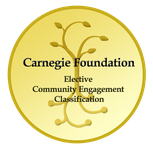 Carnegie Foundation
Elective
Community Engagement
Classification